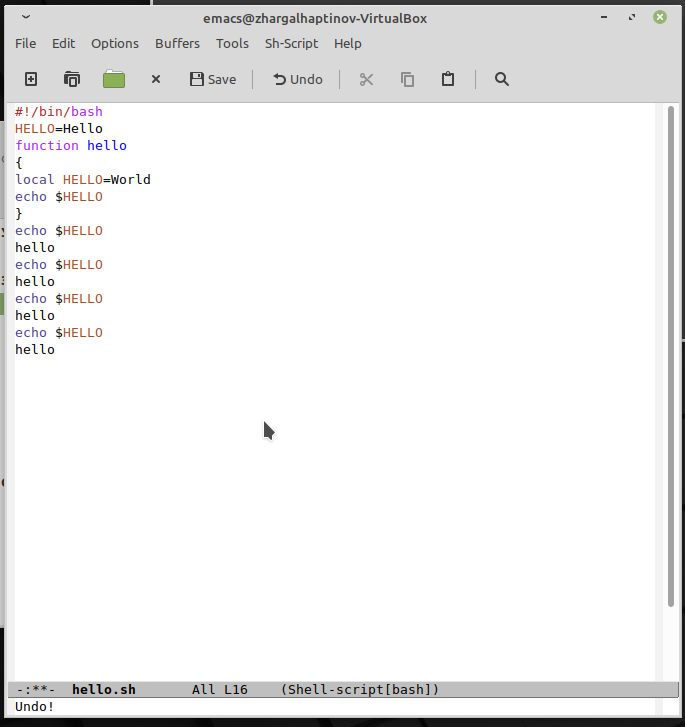 emacs@zhargalhaptinov-VirtualBox
File Edit Options Buffers Tools Sh-Script Help
Save Undo
#!/bin/bash
HELLO=Hello
function hello
{
local HELLO=World
echo $HELLO
}
echo $HELLO
hello
echo $HELLO
hello
echo $HELLO
hello
echo $HELLO
hello
-:**- hello.sh All L16 (Shell-script[bash])
Undo!